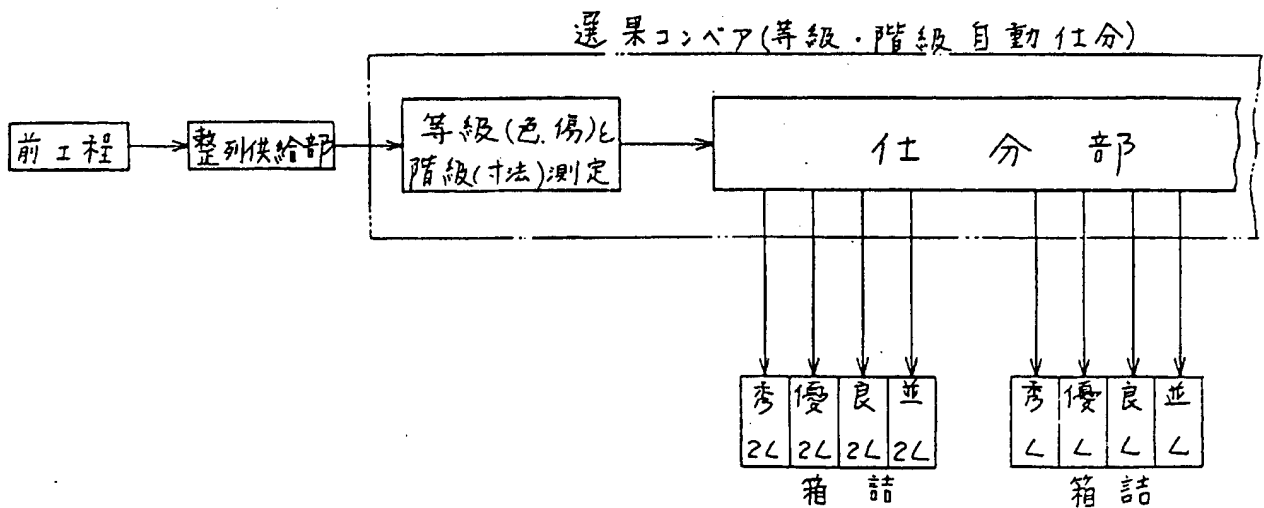 選果コンベア(等級・階級自動仕分)
前工程
整列供給部
等級(色、傷)と
階級(寸法)測定
仕分部
秀 優 良 並
2L 2L 2L 2L
箱詰
秀 優 良 並
L L L L
箱詰